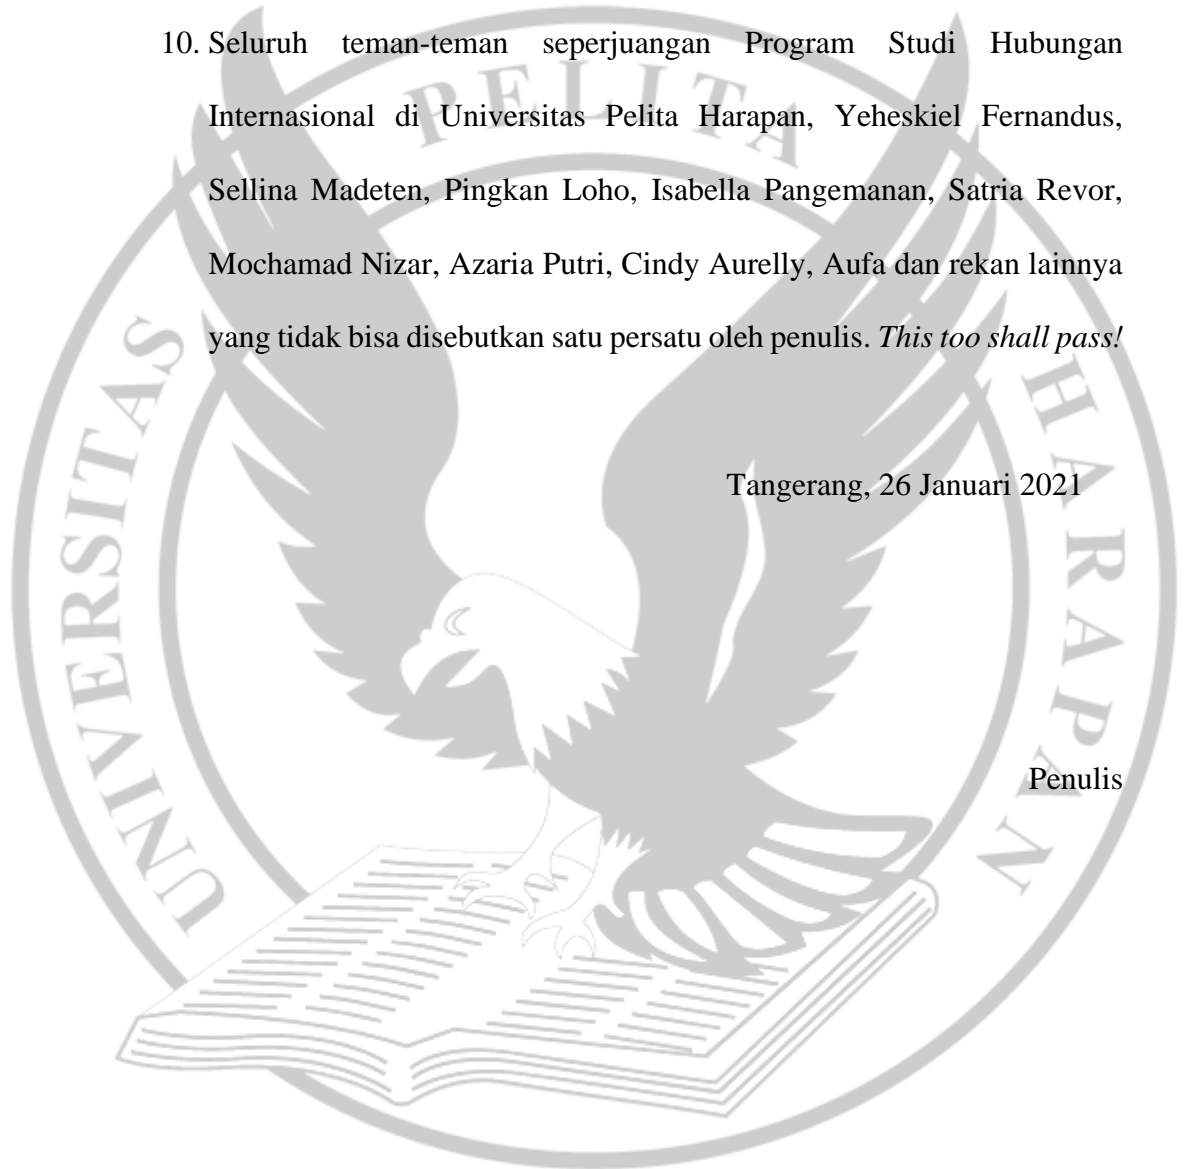 10. Seluruh teman-teman seperjuangan Program Studi Hubungan
Internasional di Universitas Pelita Harapan, Yeheskiel Fernandus,
Sellina Madeten, Pingkan Loho, Isabella Pangemanan, Satria Revor,
Mochamad Nizar, Azaria Putri, Cindy Aurelly, Aufa dan rekan lainnya
yang tidak bisa disebutkan satu persatu oleh penulis. This too shall pass!
Tangerang, 26 Januari 2021
Penulis
UNIVERSITAS PELITA HARAPAN